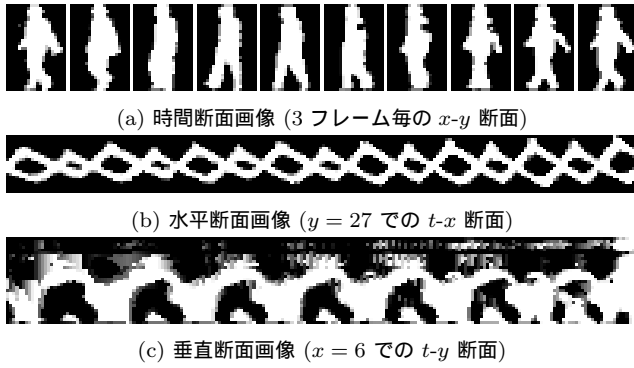 (a) 時間断面画像 (3 フレーム毎の x-y 断面)
(b) 水平断面画像 (y = 27 での t-x 断面)
(c) 垂直断面画像 (x = 6 での t-y 断面)